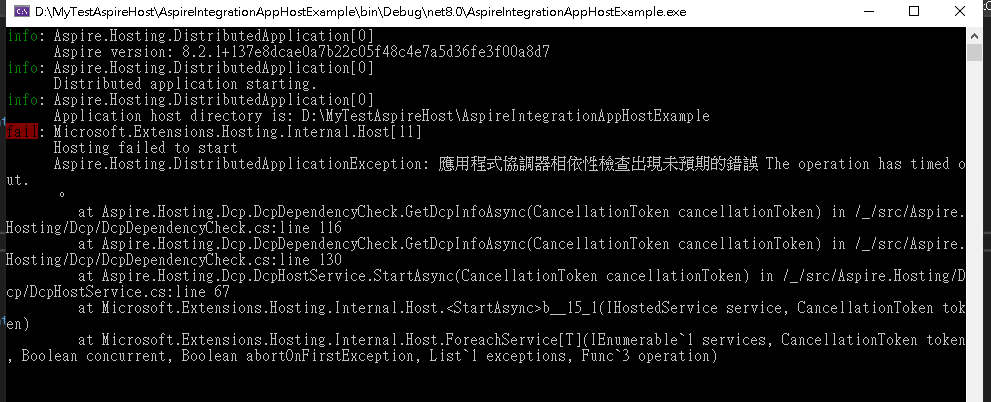 D:\MyTestAspireHost\AspireIntegrationAppHostExample\bin\Debug\net8.0\AspireIntegrationAppHostExample.exe
info: Aspire.Hosting.DistributedApplication[0]
Aspire version: 8.2.1+137e8dcae0a7b22c05f48c4e7a5d36fe3f00a8d7
info: Aspire.Hosting.DistributedApplication[0]
Distributed application starting.
info: Aspire.Hosting.DistributedApplication[0]
Application host directory is: D:\MyTestAspireHost\AspireIntegrationAppHostExample
fail: Microsoft.Extensions.Hosting.Internal.Host[11]
Hosting failed to start
Aspire.Hosting.DistributedApplicationException: 應用程式協調器相依性檢查出現未預期的錯誤 The operation has timed o
ut.
。
at Aspire.Hosting.Dcp.DcpDependencyCheck.GetDcpInfoAsync(CancellationToken cancellationToken) in /_/src/Aspire.
Hosting/Dcp/DcpDependencyCheck.cs:line 116
at Aspire.Hosting.Dcp.DcpDependencyCheck.GetDcpInfoAsync(CancellationToken cancellationToken) in /_/src/Aspire.
Hosting/Dcp/DcpDependencyCheck.cs:line 130
at Aspire.Hosting.Dcp.DcpHostService.StartAsync(CancellationToken cancellationToken) in /_/src/Aspire.Hosting/D
cp/DcpHostService.cs:line 67
at Microsoft.Extensions.Hosting.Internal.Host.<StartAsync>b__15_1(IHostedService service, CancellationToken tok
en)
at Microsoft.Extensions.Hosting.Internal.Host.ForeachService[T](IEnumerable`1 services, CancellationToken token
, Boolean concurrent, Boolean abortOnFirstException, List`1 exceptions, Func`3 operation)